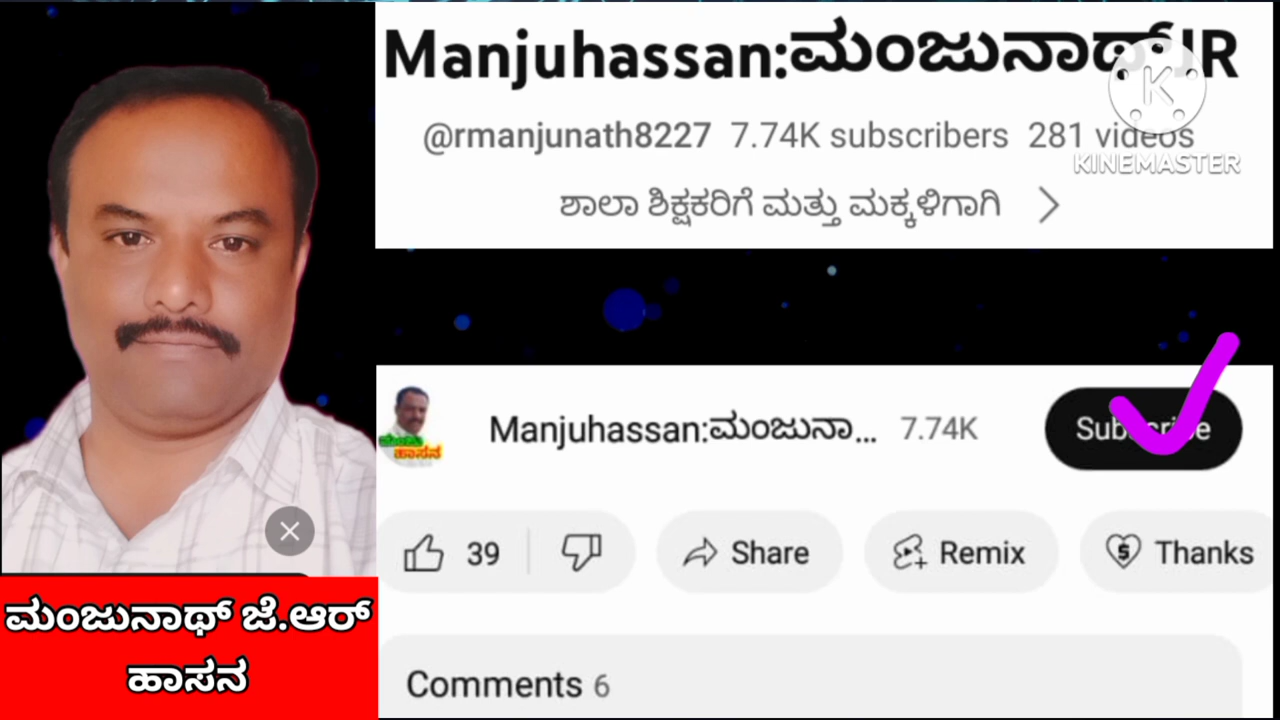 Manjuhassan:ಮಂಜುನಾಥ್ JR
@rmanjunath8227 7.74K subscribers 281 videos
KINEMASTER
ಶಾಲಾ ಶಿಕ್ಷಕರಿಗೆ ಮತ್ತು ಮಕ್ಕಳಿಗಾಗಿ
ಹಾಸನ
Manjuhassan:ಮಂಜುನಾ... 7.74K Subscribe
39 Share Remix Thanks
Comments 6
ಮಂಜುನಾಥ್ ಜೆ.ಆರ್
ಹಾಸನ